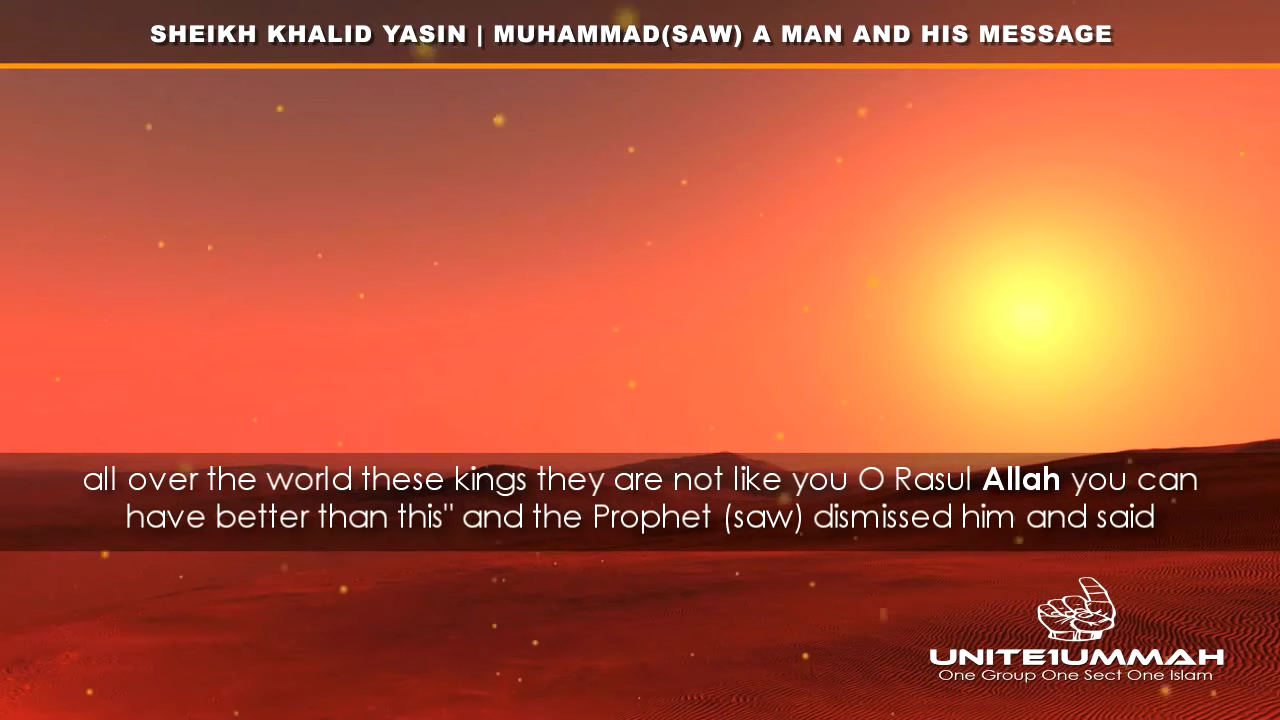 SHEIKH KHALID YASIN | MUHAMMAD(SAW) A MAN AND HIS MESSAGE
all over the world these kings they are not like you O Rasul Allah you can
have better than this" and the Prophet (saw) dismissed him and said
UNITE1UMMAH
One Group One Sect One Islam